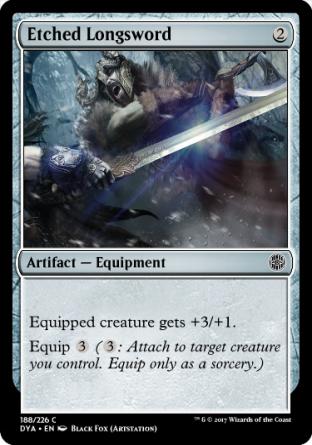 Etched Longsword 2
Artifact — Equipment
Equipped creature gets +3/+1.
Equip 3 ( 3 : Attach to target creature
you control. Equip only as a sorcery.)
188/226 C
DYA • EN Black Fox (Artstation)
™ & © 2017 Wizards of the Coast